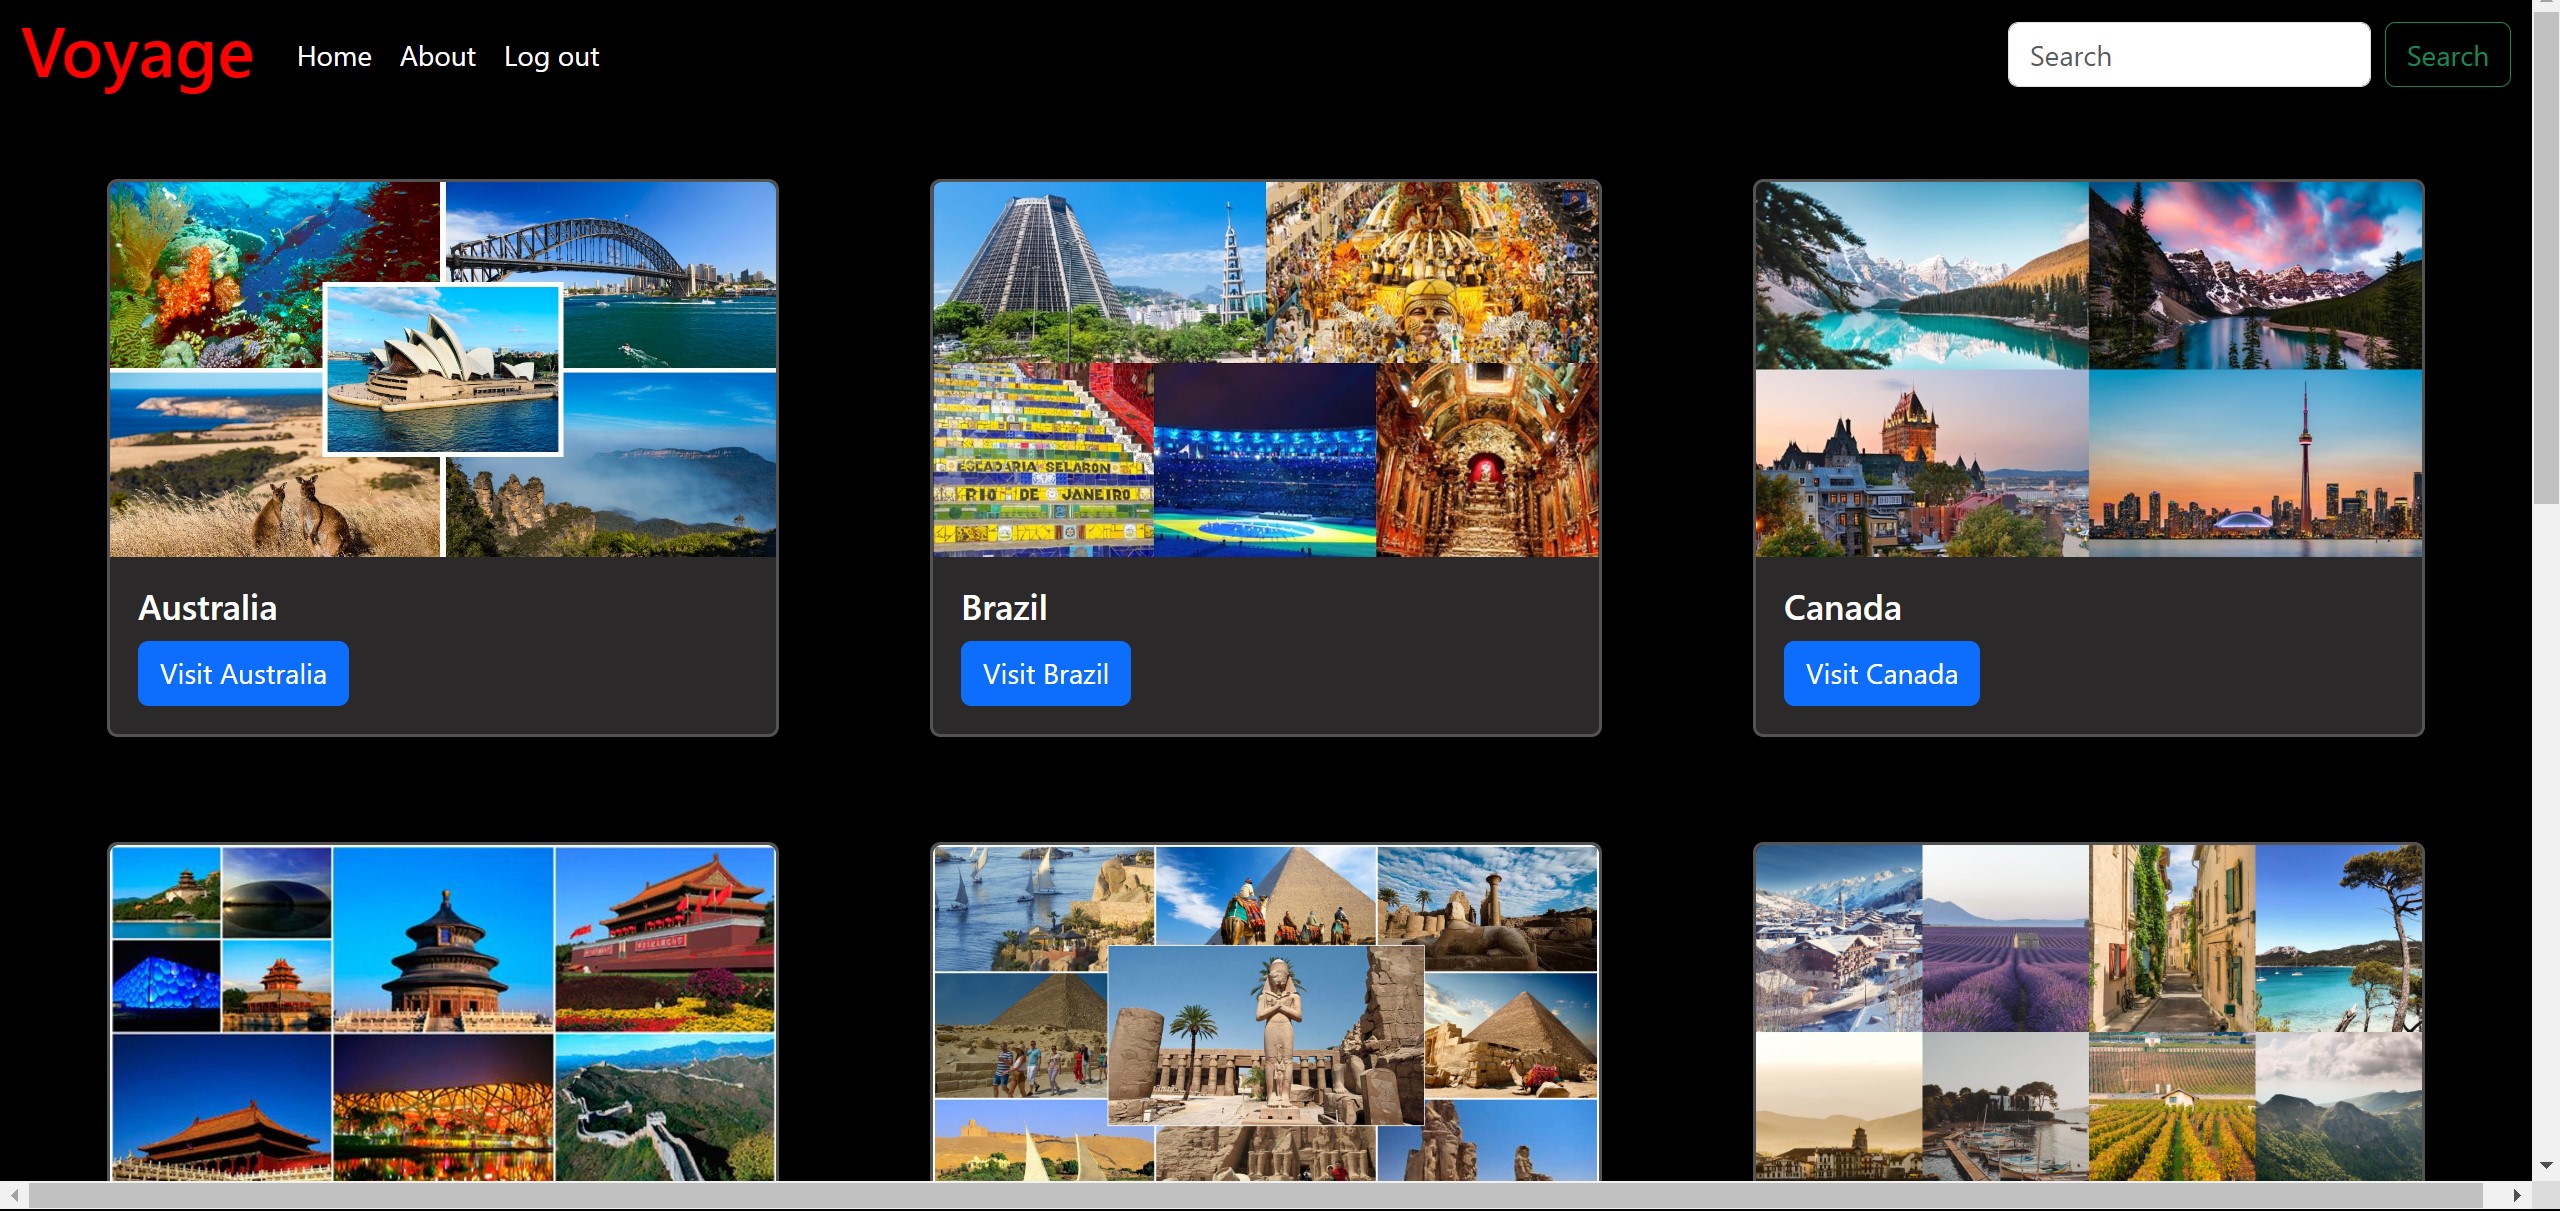 Voyage
Home About Log out
Search
Search
ESCADARIA SELARON
RIO DE JANEIRO
Australia
Visit Australia
Brazil
Visit Brazil
Canada
Visit Canada